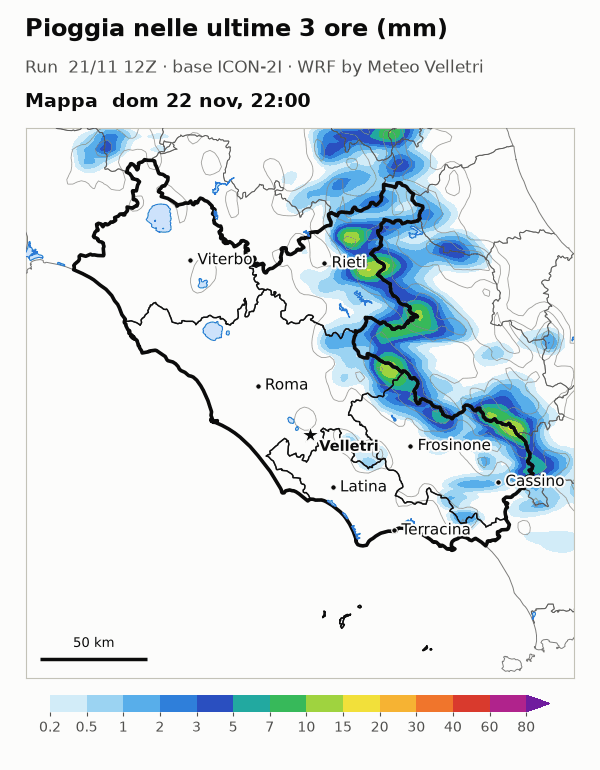 Pioggia nelle ultime 3 ore (mm)
Run  21/11 12Z · base ICON-2I · WRF by Meteo Velletri
Mappa  dom 22 nov, 22:00
Viterbo
Rieti
Roma
Velletri
Frosinone
Latina
Cassino
Terracina
50 km
0.2 0.5 1 2 3 5 7 10 15 20 30 40 60 80